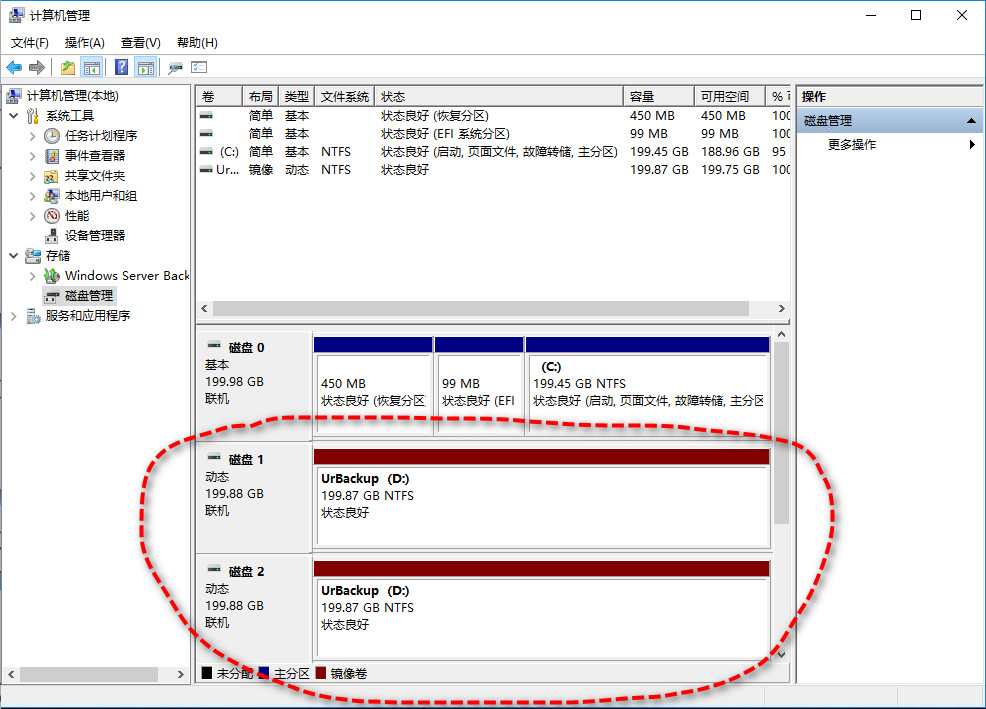 计算机管理
文件(F) 操作(A) 查看(V) 帮助(H)
计算机管理(本地)
系统工具
任务计划程序
事件查看器
共享文件夹
本地用户和组
性能
设备管理器
存储
Windows Server Back
磁盘管理
服务和应用程序
卷 布局 类型 文件系统 状态 容量 可用空间 %
简单 基本 状态良好 (恢复分区) 450 MB 450 MB 100
简单 基本 状态良好 (EFI 系统分区) 99 MB 99 MB 100
(C:) 简单 基本 NTFS 状态良好 (启动, 页面文件, 故障转储, 主分区) 199.45 GB 188.96 GB 95
Ur... 镜像 动态 NTFS 状态良好 199.87 GB 199.75 GB 100
磁盘 0
基本
199.98 GB
联机
450 MB
状态良好 (恢复分区
99 MB
状态良好 (EFI
(C:)
199.45 GB NTFS
状态良好 (启动, 页面文件, 故障转储, 主分区
磁盘 1
动态
199.88 GB
联机
UrBackup (D:)
199.87 GB NTFS
状态良好
磁盘 2
动态
199.88 GB
联机
UrBackup (D:)
199.87 GB NTFS
状态良好
未分配 主分区 镜像卷
操作
磁盘管理
更多操作